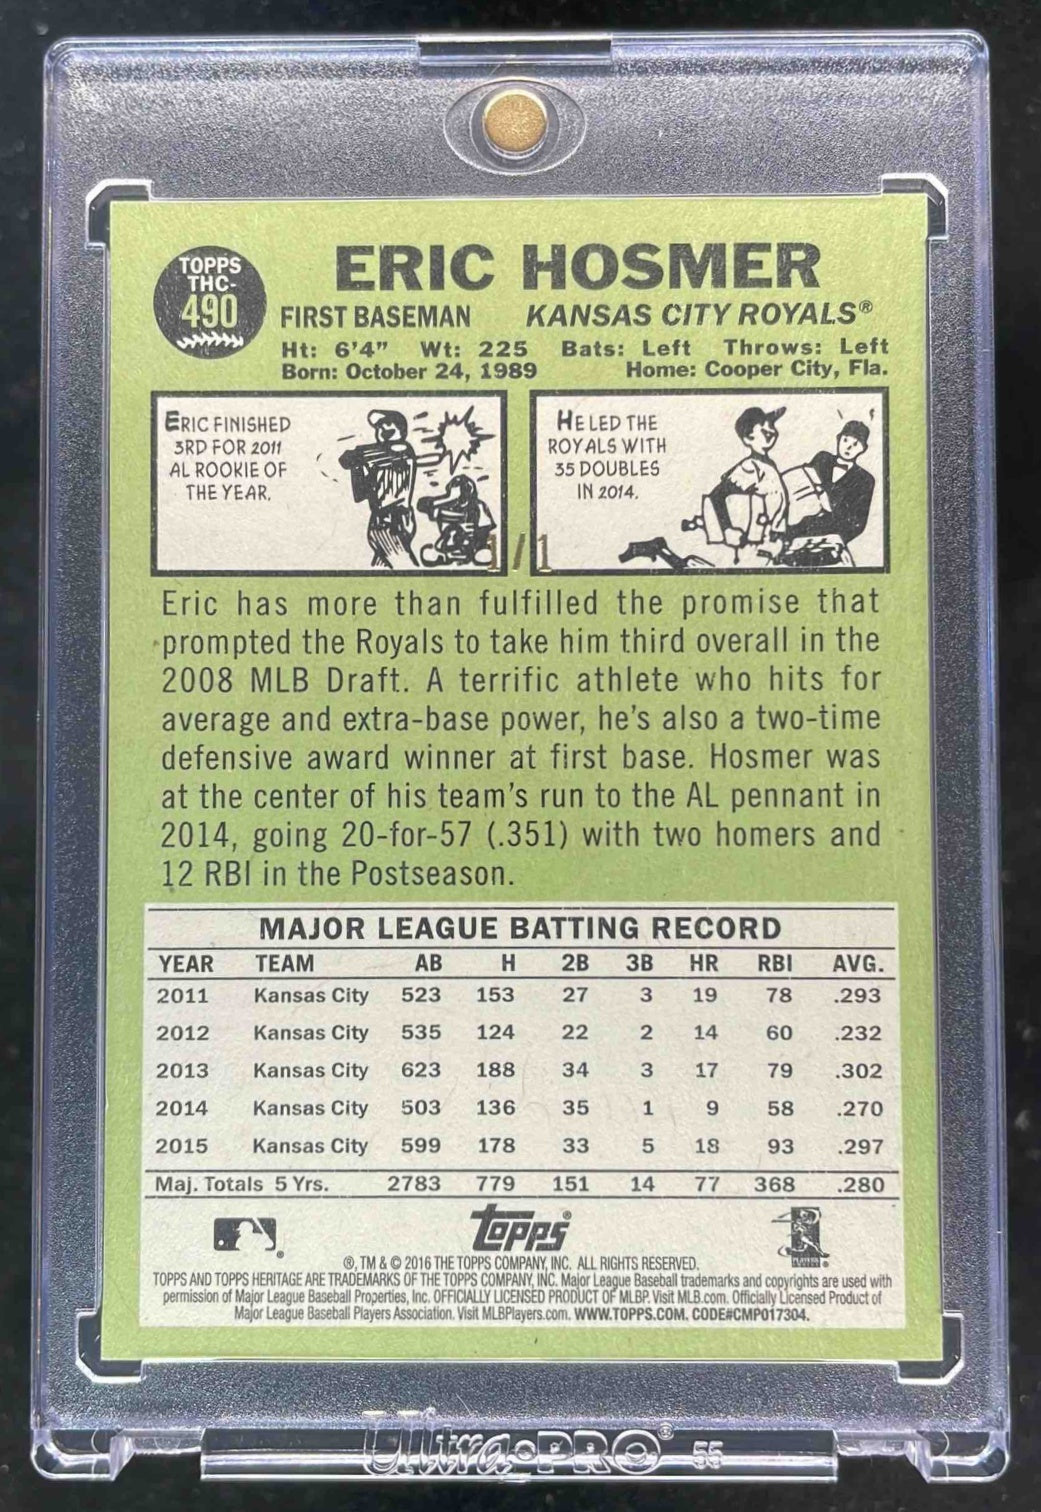 TOPPS
THC-
490
ERIC HOSMER
FIRST BASEMAN KANSAS CITY ROYALS®
Ht: 6'4" Wt: 225 Bats: Left Throws: Left
Born: October 24, 1989 Home: Cooper City, Fla.
ERIC FINISHED
3RD FOR 2011
AL ROOKIE OF
THE YEAR.
HE LED THE
ROYALS WITH
35 DOUBLES
IN 2014.
1/1
Eric has more than fulfilled the promise that
prompted the Royals to take him third overall in the
2008 MLB Draft. A terrific athlete who hits for
average and extra-base power, he's also a two-time
defensive award winner at first base. Hosmer was
at the center of his team's run to the AL pennant in
2014, going 20-for-57 (.351) with two homers and
12 RBI in the Postseason.
MAJOR LEAGUE BATTING RECORD
YEAR TEAM AB H 2B 3B HR RBI AVG.
2011 Kansas City 523 153 27 3 19 78 .293
2012 Kansas City 535 124 22 2 14 60 .232
2013 Kansas City 623 188 34 3 17 79 .302
2014 Kansas City 503 136 35 1 9 58 .270
2015 Kansas City 599 178 33 5 18 93 .297
Maj. Totals 5 Yrs. 2783 779 151 14 77 368 .280
Topps®
®, TM & © 2016 THE TOPPS COMPANY, INC. ALL RIGHTS RESERVED.
TOPPS AND TOPPS HERITAGE ARE TRADEMARKS OF THE TOPPS COMPANY, INC. Major League Baseball trademarks and copyrights are used with
permission of Major League Baseball Properties, Inc. OFFICIALLY LICENSED PRODUCT OF MLBP. Visit MLB.com. Officially Licensed Product of
Major League Baseball Players Association. Visit MLBPlayers.com. WWW.TOPPS.COM. CODE#CMP017304.
Ultra•PRO® 55